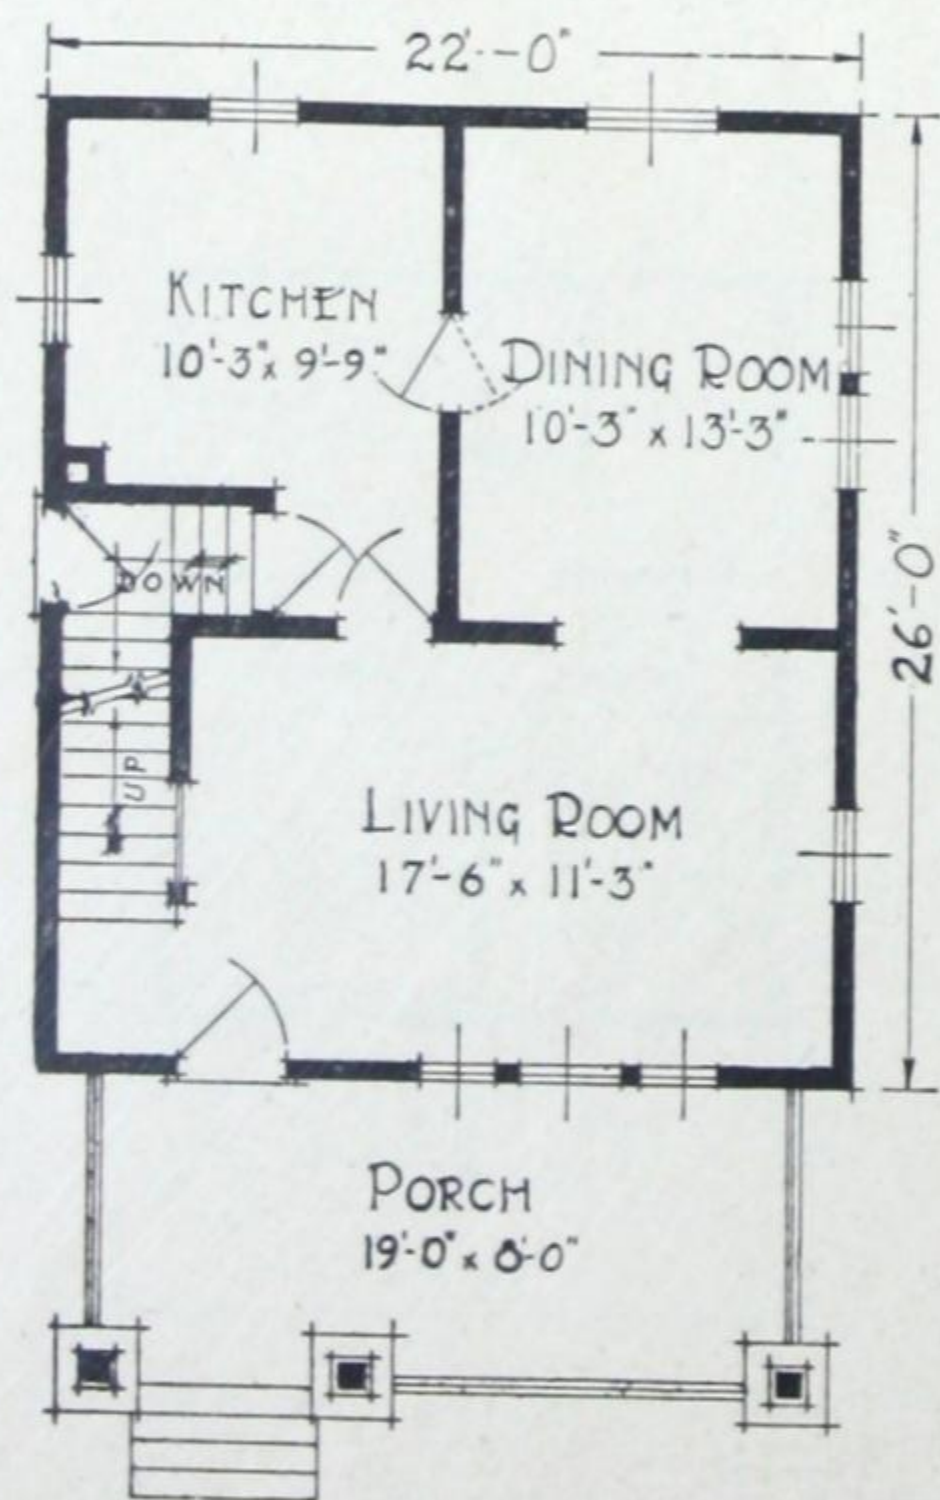 22'-0"
KITCHEN
10'-3" x 9'-9"
DINING ROOM
10'-3" x 13'-3"
DOWN
26'-0"
UP
LIVING ROOM
17'-6" x 11'-3"
PORCH
19'-0" x 8'-0"